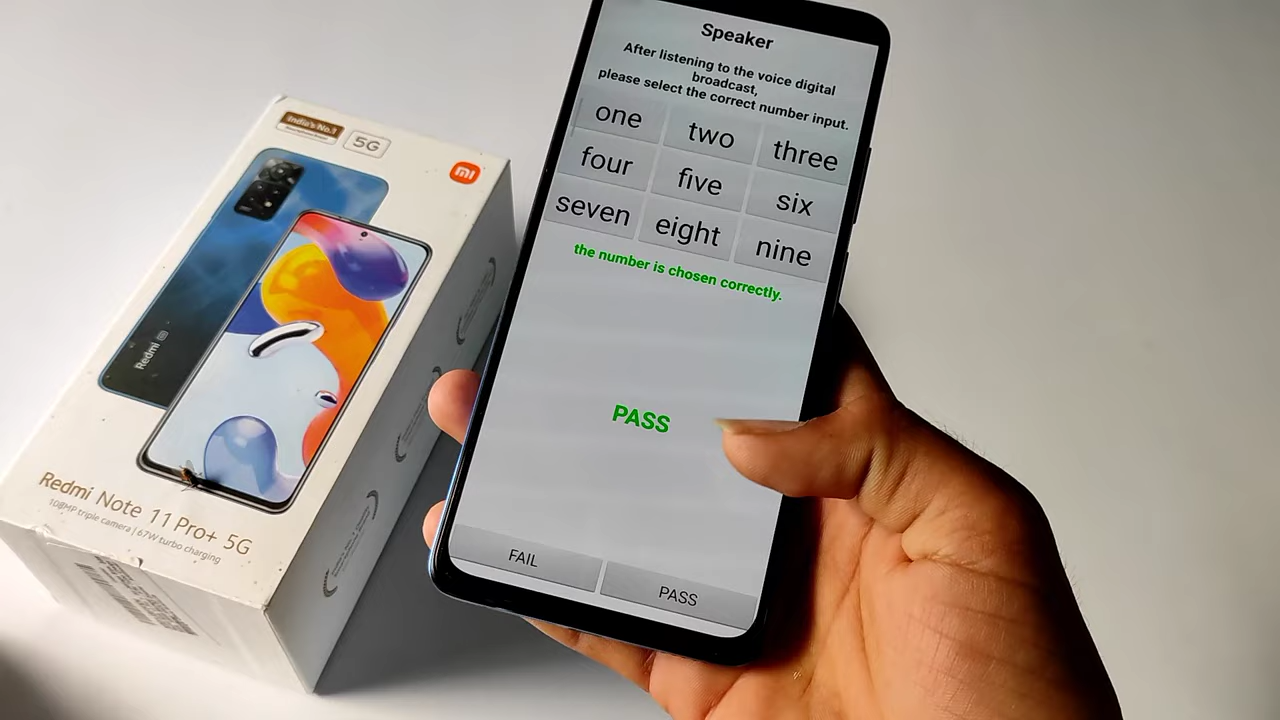 India's No.1
5G
mi
Redmi
Redmi Note 11 Pro+ 5G
108MP triple camera | 67W turbo charging
Speaker
After listening to the voice digital
broadcast,
please select the correct number input.
one two three
four five six
seven eight nine
the number is chosen correctly.
PASS
FAIL PASS